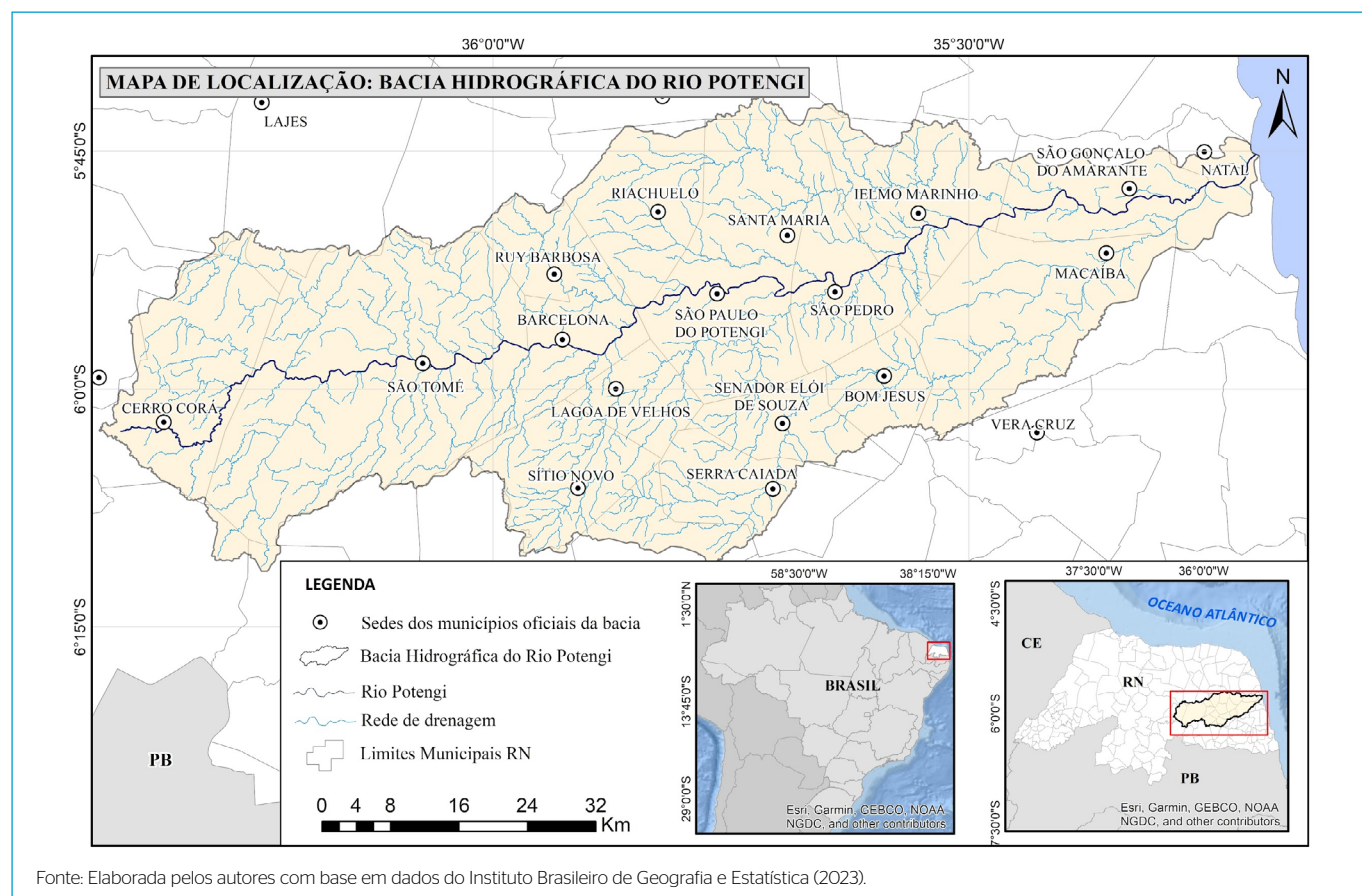 36°0'0"W
35°30'0"W
MAPA DE LOCALIZAÇÃO: BACIA HIDROGRÁFICA DO RIO POTENGI
N
LAJES
5°45'0"S
SÃO GONÇALO
DO AMARANTE
NATAL
RIACHUELO
IELMO MARINHO
SANTA MARIA
RUY BARBOSA
MACAÍBA
BARCELONA
SÃO PAULO
DO POTENGI
SÃO PEDRO
6°0'0"S
SÃO TOMÉ
CERRO CORÁ
LAGOA DE VELHOS
SENADOR ELÓI
DE SOUZA
BOM JESUS
VERA CRUZ
SÍTIO NOVO
SERRA CAIADA
6°15'0"S
PB
LEGENDA
Sedes dos municípios oficiais da bacia
Bacia Hidrográfica do Rio Potengi
Rio Potengi
Rede de drenagem
Limites Municipais RN
0 4 8 16 24 32
Km
58°30'0"W
38°15'0"W
1°30'0"N
13°45'0"S
29°0'0"S
BRASIL
Esri, Garmin, GEBCO, NOAA
NGDC, and other contributors
37°30'0"W
36°0'0"W
4°30'0"S
6°0'0"S
7°30'0"S
OCEANO ATLÂNTICO
CE
RN
PB
Esri, Garmin, GEBCO, NOAA
NGDC, and other contributors
Fonte: Elaborada pelos autores com base em dados do Instituto Brasileiro de Geografia e Estatística (2023).